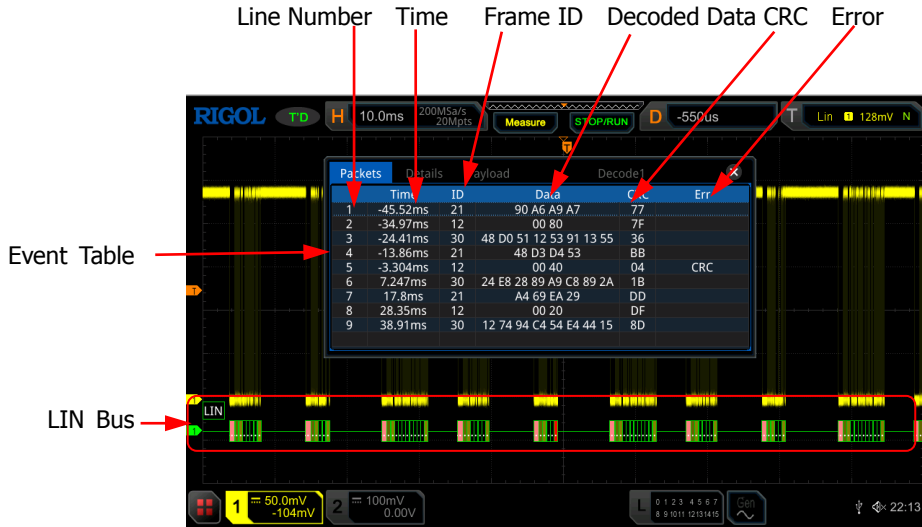 Line Number Time Frame ID Decoded Data CRC Error
RIGOL T'D H 10.0ms 200MSa/s 20Mpts Measure STOP/RUN D -550us T Lin 1 128mV N
T
Packets Details Payload Decode1
Time ID Data CRC Err
1 -45.52ms 21 90 A6 A9 A7 77
2 -34.97ms 12 00 80 7F
3 -24.41ms 30 48 D0 51 12 53 91 13 55 36
Event Table
4 -13.86ms 21 48 D3 D4 53 BB
5 -3.304ms 12 00 40 04 CRC
6 7.247ms 30 24 E8 28 89 A9 C8 89 2A 1B
7 17.8ms 21 A4 69 EA 29 DD
8 28.35ms 12 00 20 DF
9 38.91ms 30 12 74 94 C4 54 E4 44 15 8D
T
T
LIN
LIN Bus
1
1 50.0mV -104mV 2 100mV 0.00V L 0 1 2 3 4 5 6 7 8 9 10 11 12 13 14 15 Gen 22:13